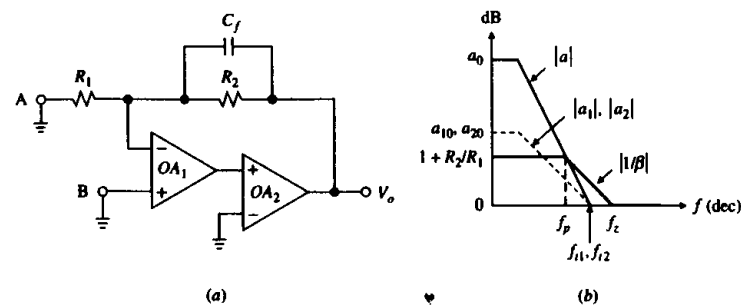 C_f
R_1
R_2
A
B
OA_1
OA_2
V_o
−
+
+
−
(a)
dB
a_0
|a|
|a_1|, |a_2|
a_10, a_20
1 + R_2/R_1
|1/β|
0
f_p
f_z
f (dec)
f_t1, f_t2
(b)